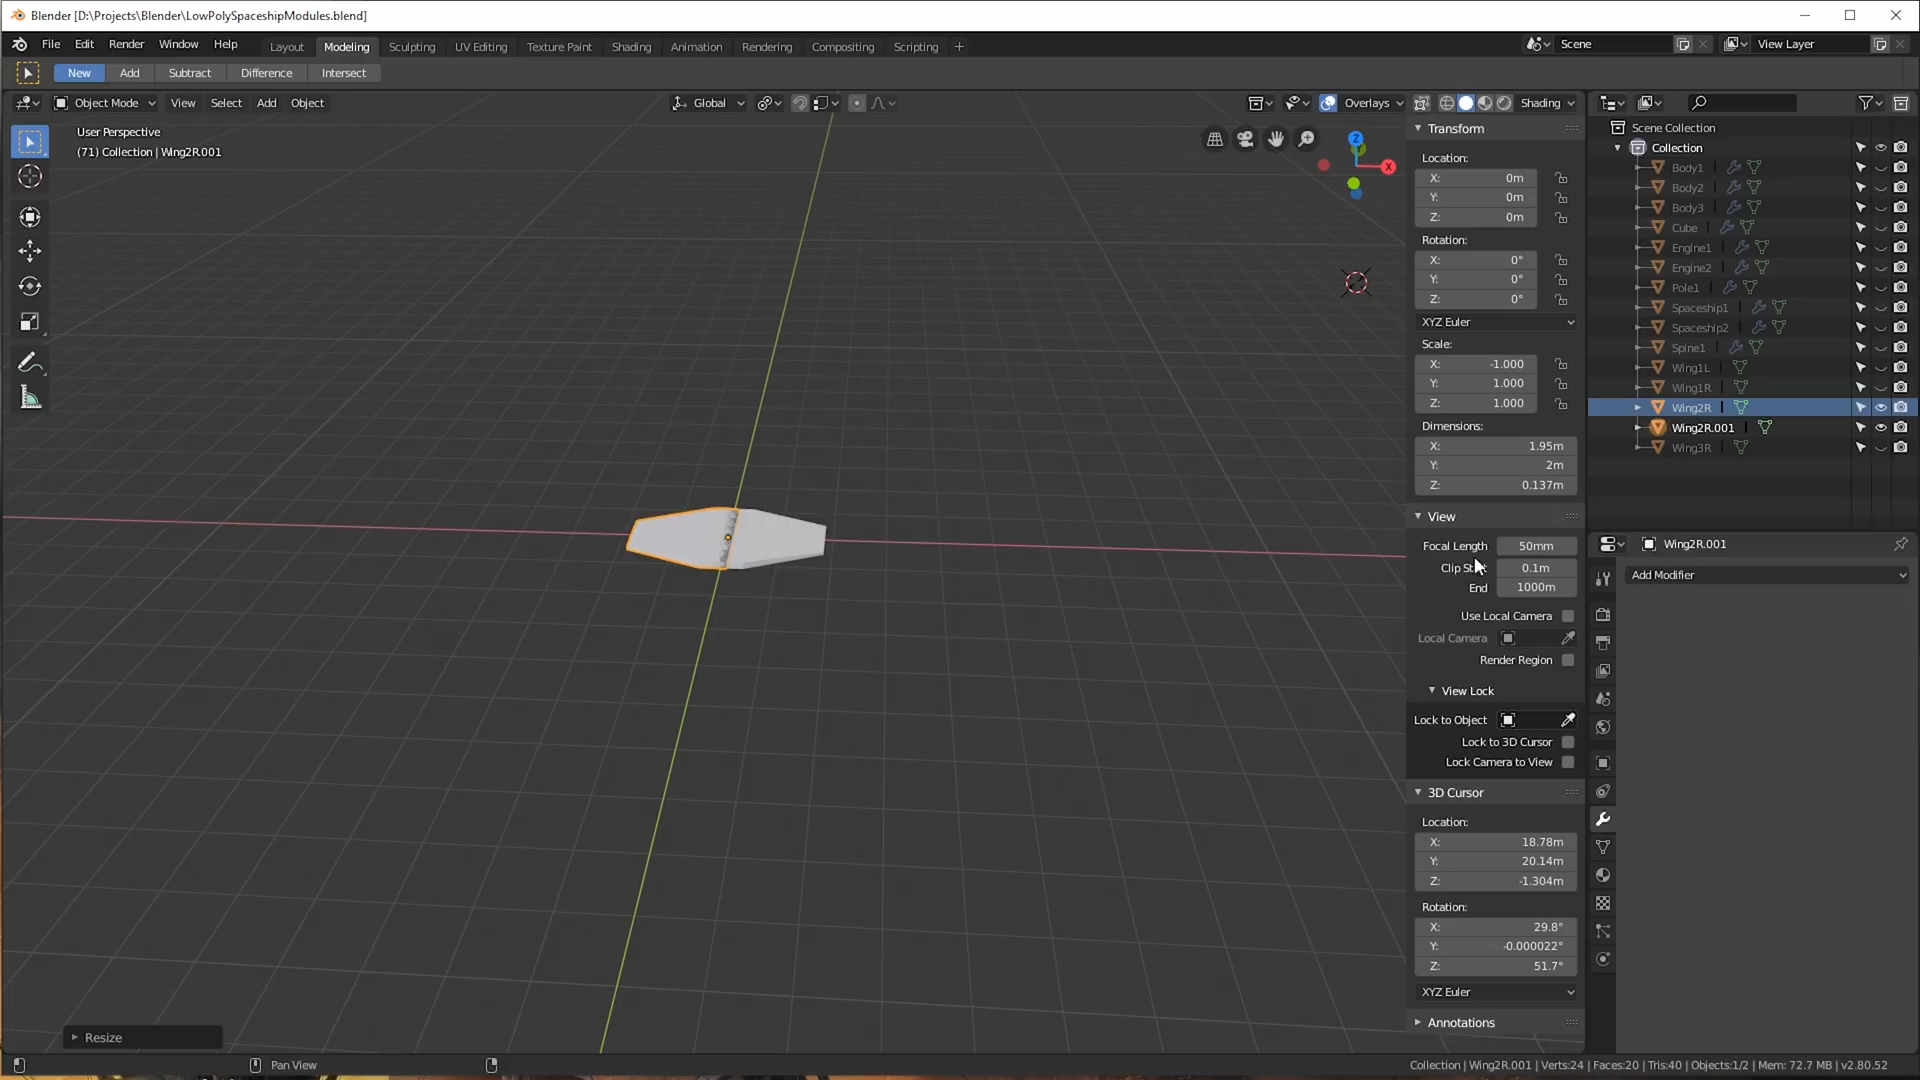 Blender [D:\Projects\Blender\LowPolySpaceshipModules.blend]
File Edit Render Window Help Layout Modeling Sculpting UV Editing Texture Paint Shading Animation Rendering Compositing Scripting + Scene View Layer
New Add Subtract Difference Intersect
Object Mode View Select Add Object Global Overlays Shading
User Perspective
(71) Collection | Wing2R.001
Z
X
Transform
Location:
X: 0m
Y: 0m
Z: 0m
Rotation:
X: 0°
Y: 0°
Z: 0°
XYZ Euler
Scale:
X: -1.000
Y: 1.000
Z: 1.000
Dimensions:
X: 1.95m
Y: 2m
Z: 0.137m
View
Focal Length 50mm
Clip 0.1m
End 1000m
Use Local Camera
Local Camera
Render Region
View Lock
Lock to Object
Lock to 3D Cursor
Lock Camera to View
3D Cursor
Location:
X: 18.78m
Y: 20.14m
Z: -1.304m
Rotation:
X: 29.8°
Y: -0.000022°
Z: 51.7°
XYZ Euler
Annotations
Scene Collection
Collection
Body1
Body2
Body3
Cube
Engine1
Engine2
Pole1
Spaceship1
Spaceship2
Spine1
Wing1L
Wing1R
Wing2R
Wing2R.001
Wing3R
Wing2R.001
Add Modifier
Resize
Pan View
Collection | Wing2R.001 | Verts:24 | Faces:20 | Tris:40 | Objects:1/2 | Mem: 72.7 MB | v2.80.52